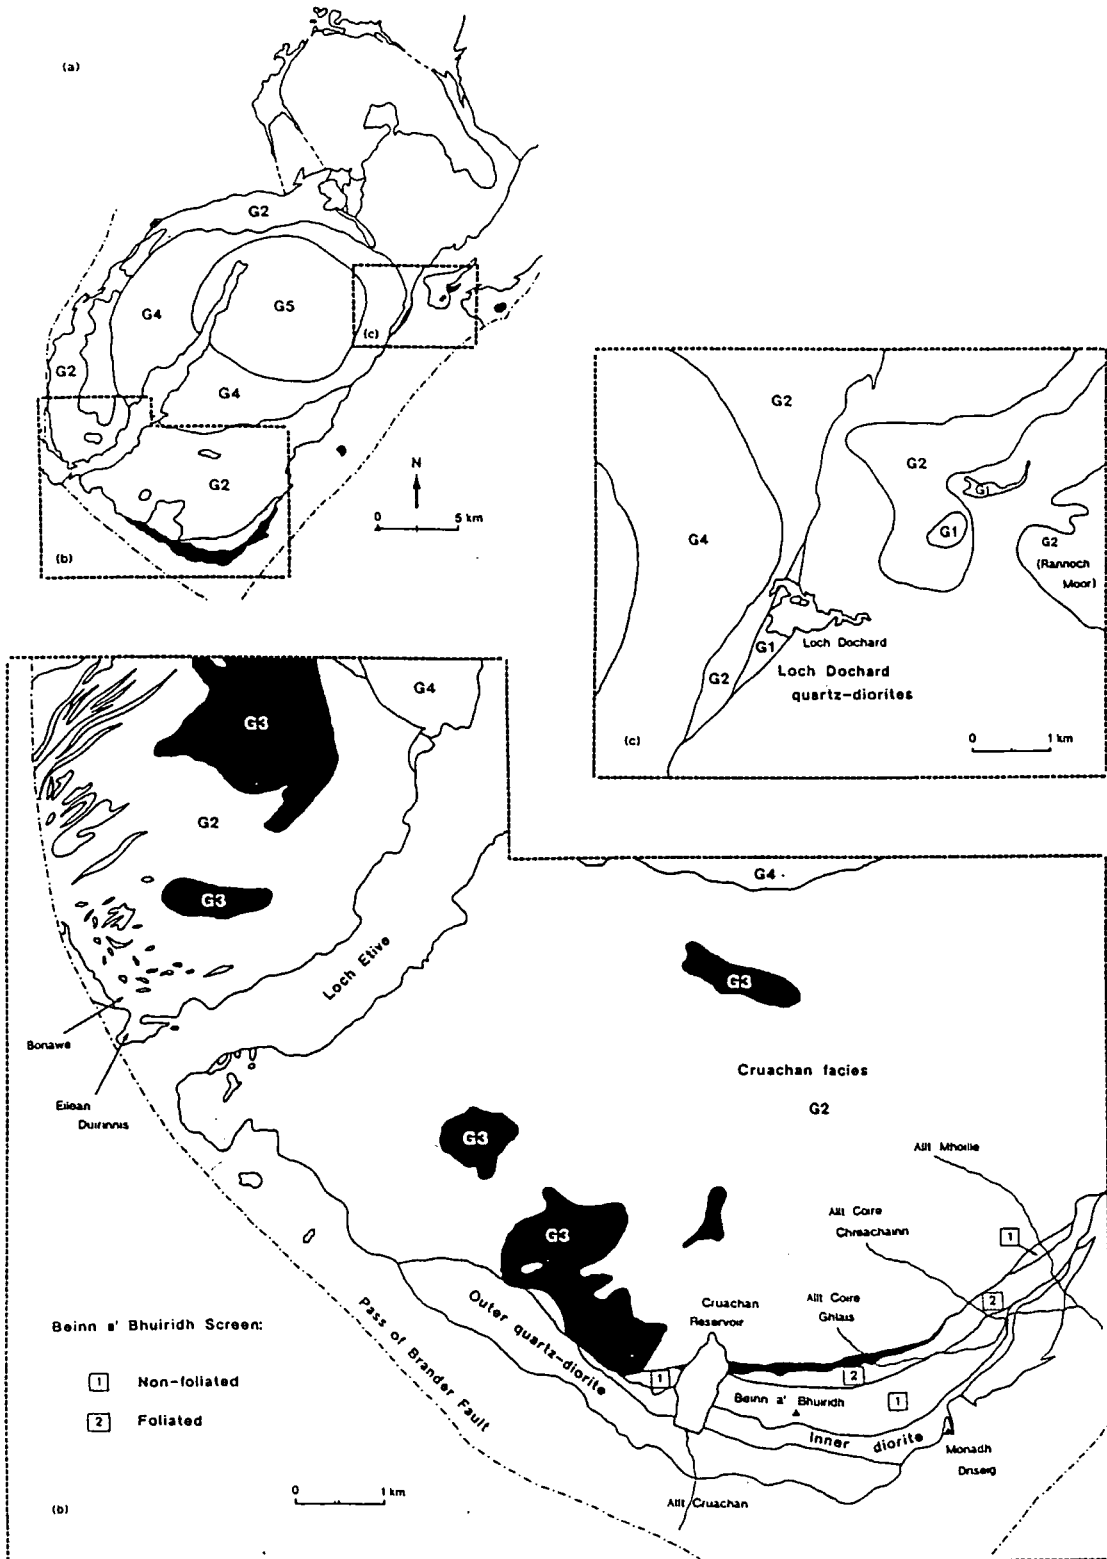 (a)
G2
G4
G5
(c)
G2
G4
G2
(b)
N
0 5 km
G2
G2
G4
G1
G1
G2
(Rannoch
Moor)
Loch Dochard
G1
G2
Loch Dochard
quartz-diorites
(c)
0 1 km
G4
G3
G2
G3
Loch Etive
Bonawe
Eilean
Duirinnis
G4
G3
Cruachan facies
G2
G3
Allt Mhoille
Allt Coire
Chreachainn
1
G3
2
Allt Coire
Ghlais
Cruachan
Reservoir
Outer quartz-diorite
Pass of Brander Fault
Beinn a' Bhuiridh Screen:
1 Non-foliated
2 Foliated
1
2
Beinn a' Bhuiridh
1
Inner diorite
Monadh
Driseig
Allt Cruachan
0 1 km
(b)